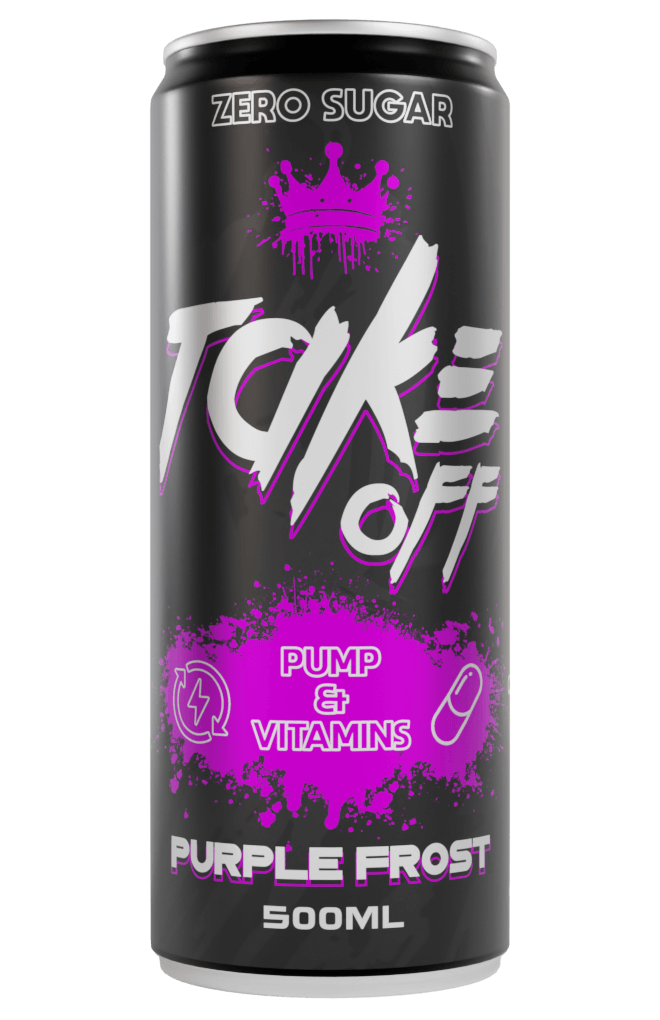 ZERO SUGAR
TAKE
OFF
PUMP
&
VITAMINS
PURPLE FROST
500ML